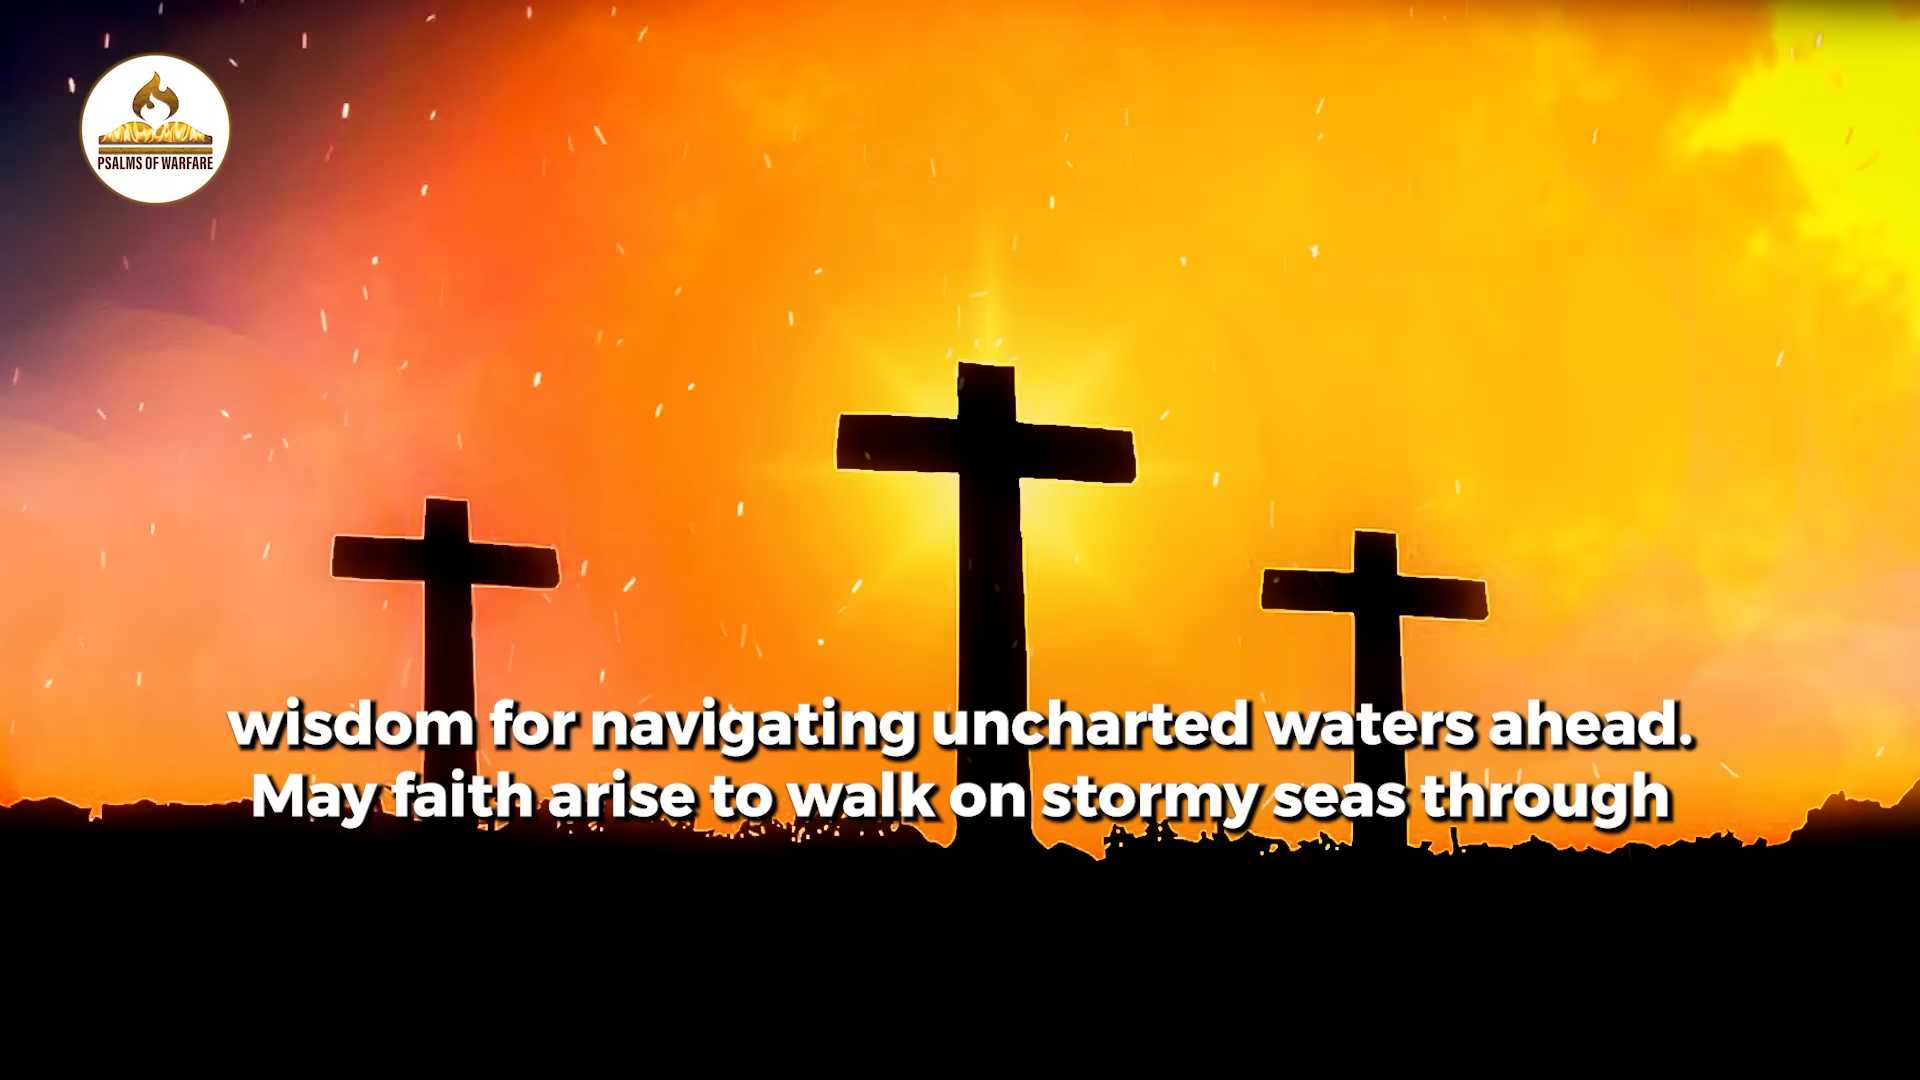 PSALMS OF WARFARE
wisdom for navigating uncharted waters ahead.
May faith arise to walk on stormy seas through